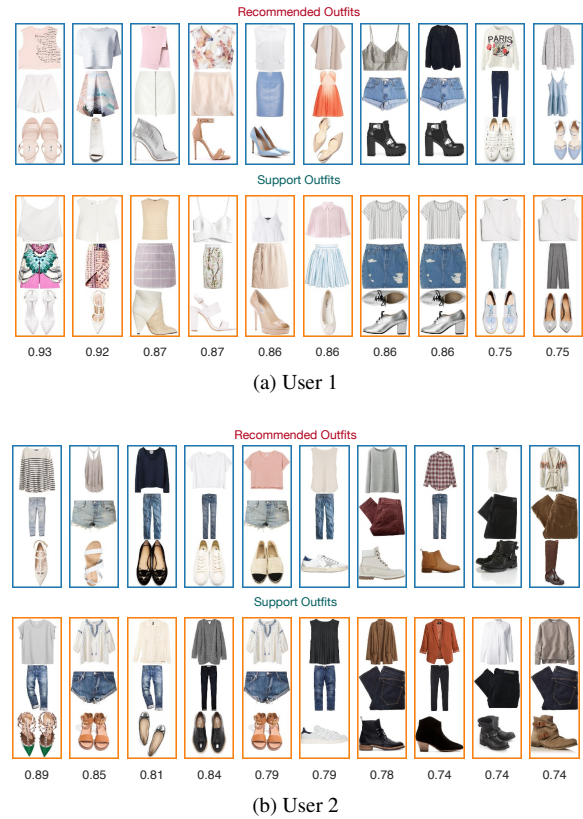 Recommended Outfits
PARIS
Support Outfits
0.93 0.92 0.87 0.87 0.86 0.86 0.86 0.86 0.75 0.75
(a) User 1
Recommended Outfits
Support Outfits
0.89 0.85 0.81 0.84 0.79 0.79 0.78 0.74 0.74 0.74
(b) User 2